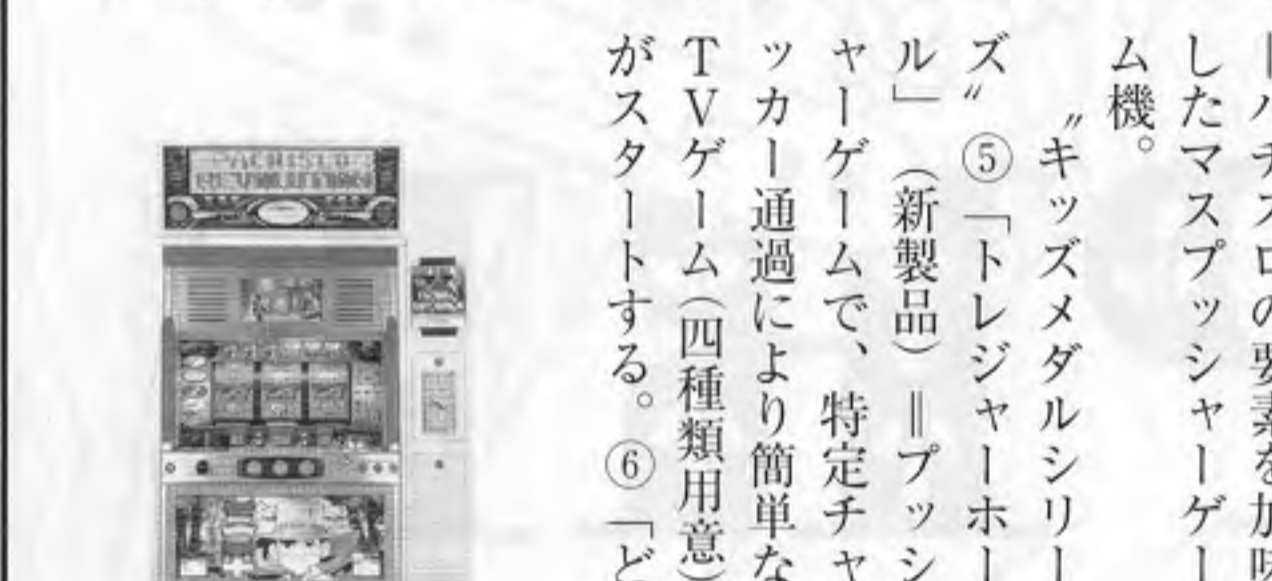 ＝パチスロの要素を加味
したマスプッシャーゲー
ム機。
〝キッズメダルシリー
ズ〟⑤「トレジャーホー
ル」（新製品）＝プッシ
ャーゲームで、特定チャ
ッカー通過により簡単な
TVゲーム（四種類用意）
がスタートする。⑥「ど
PACHISLO
REVOLUTION